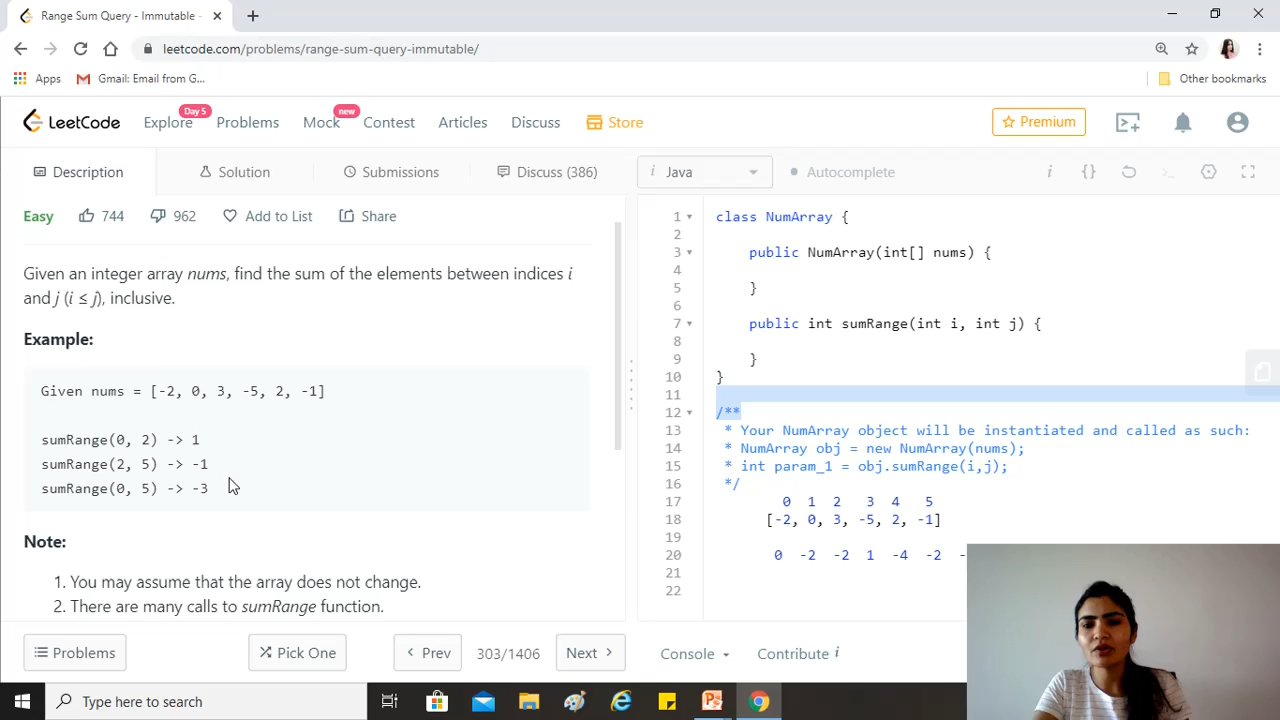 Range Sum Query - Immutable -
leetcode.com/problems/range-sum-query-immutable/
Apps
Gmail: Email from G...
Other bookmarks
LeetCode
Explore
Day 5
Problems
Mock
new
Contest
Articles
Discuss
Store
Premium
Description
Solution
Submissions
Discuss (386)
i Java
Autocomplete
i
{}
Easy
744
962
Add to List
Share
Given an integer array nums, find the sum of the elements between indices i
and j (i ≤ j), inclusive.
Example:
Given nums = [-2, 0, 3, -5, 2, -1]
sumRange(0, 2) -> 1
sumRange(2, 5) -> -1
sumRange(0, 5) -> -3
Note:
1. You may assume that the array does not change.
2. There are many calls to sumRange function.
1 class NumArray {
2
3 public NumArray(int[] nums) {
4
5 }
6
7 public int sumRange(int i, int j) {
8
9 }
10 }
11
12 /**
13 * Your NumArray object will be instantiated and called as such:
14 * NumArray obj = new NumArray(nums);
15 * int param_1 = obj.sumRange(i,j);
16 */
17 0 1 2 3 4 5
18 [-2, 0, 3, -5, 2, -1]
19
20 0 -2 -2 1 -4 -2 -
21
22
Problems
Pick One
Prev
303/1406
Next
Console
Contribute i
Type here to search